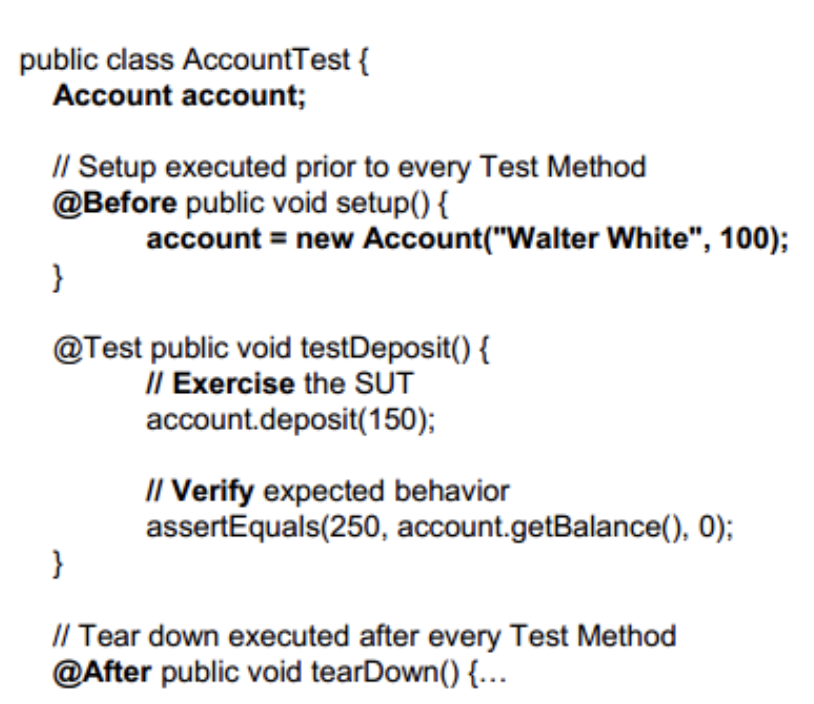 public class AccountTest {
Account account;
// Setup executed prior to every Test Method
@Before public void setup() {
account = new Account("Walter White", 100);
}
@Test public void testDeposit() {
// Exercise the SUT
account.deposit(150);
// Verify expected behavior
assertEquals(250, account.getBalance(), 0);
}
// Tear down executed after every Test Method
@After public void tearDown() {…